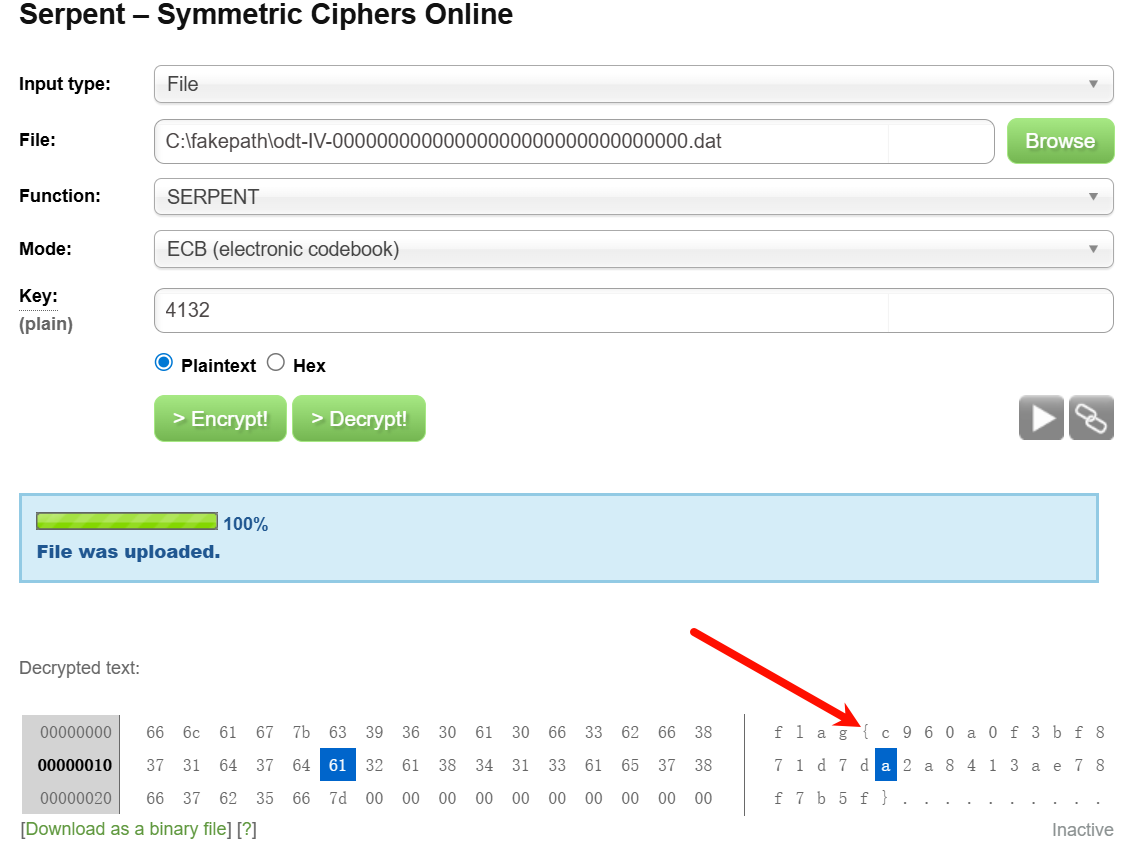 Serpent – Symmetric Ciphers Online
Input type: File
File: C:\fakepath\odt-IV-00000000000000000000000000000000.dat Browse
Function: SERPENT
Mode: ECB (electronic codebook)
Key: 4132
(plain)
Plaintext Hex
> Encrypt! > Decrypt!
100%
File was uploaded.
Decrypted text:
00000000 66 6c 61 67 7b 63 39 36 30 61 30 66 33 62 66 38 f l a g { c 9 6 0 a 0 f 3 b f 8
00000010 37 31 64 37 64 61 32 61 38 34 31 33 61 65 37 38 7 1 d 7 d a 2 a 8 4 1 3 a e 7 8
00000020 66 37 62 35 66 7d 00 00 00 00 00 00 00 00 00 00 f 7 b 5 f } . . . . . . . . . .
[Download as a binary file] [?] Inactive